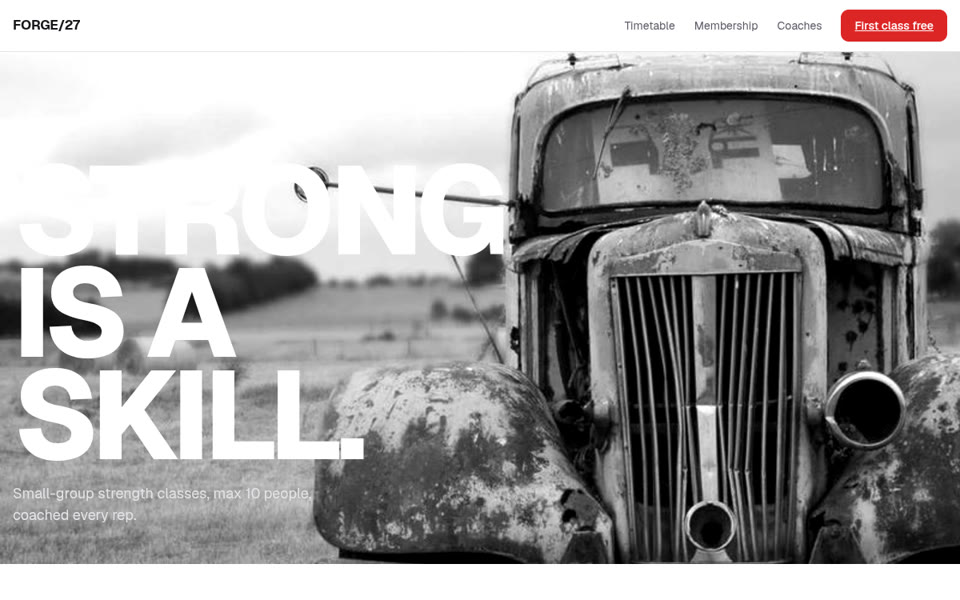 FORGE/27
Timetable
Membership
Coaches
First class free
STRONG
IS A
SKILL.
Small-group strength classes, max 10 people,
coached every rep.